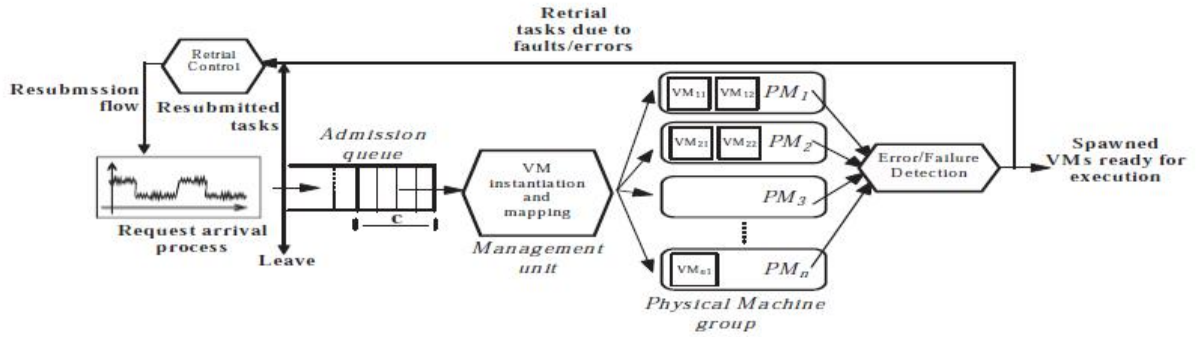 Retrial
tasks due to
faults/errors
Retrial
Control
Resubmssion
flow
Resubmitted
tasks
Admission
queue
c
Request arrival
process
Leave
VM
instantiation
and
mapping
Management
unit
VM11 VM12 PM1
VM21 VM22 PM2
PM3
VMn1 PMn
Physical Machine
group
Error/Failure
Detection
Spawned
VMs ready for
execution